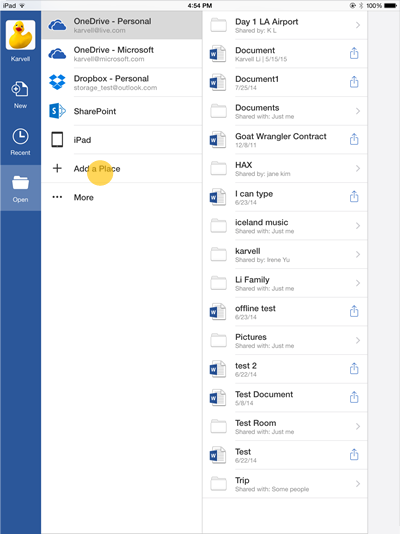 iPad
4:54 PM
100%
Karvell
New
Recent
Open
OneDrive - Personal
karvell@live.com
OneDrive - Microsoft
karvell@microsoft.com
Dropbox - Personal
storage_test@outlook.com
SharePoint
iPad
Add a Place
More
Day 1 LA Airport
Shared by: K L
Document
Karvell Li | 5/15/15
Document1
7/25/14
Documents
Shared with: Just me
Goat Wrangler Contract
12/8/11
HAX
Shared by: jane kim
I can type
6/23/14
iceland music
Shared with: Just me
karvell
Shared by: Irene Yu
Li Family
Shared with: Just me
offline test
6/23/14
Pictures
Shared with: Just me
test 2
6/22/14
Test Document
5/8/14
Test Room
Shared with: Just me
Test
6/22/14
Trip
Shared with: Some people